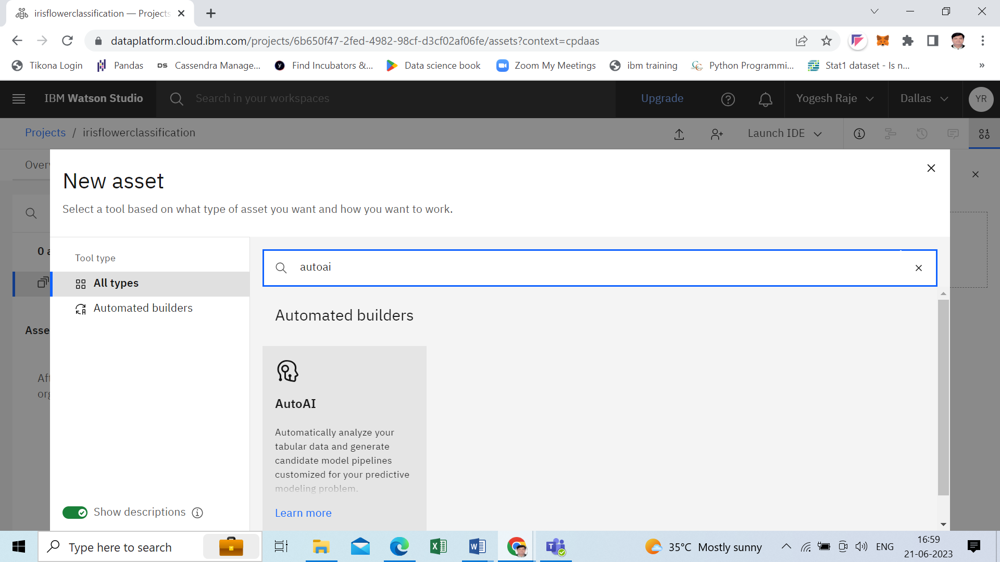 irisflowerclassification — Projects
dataplatform.cloud.ibm.com/projects/6b650f47-2fed-4982-98cf-d3cf02af06fe/assets?context=cpdaas
Tikona Login Pandas DS Cassendra Manage... Find Incubators &... Data science book Zoom My Meetings ibm training Python Programmi... Stat1 dataset - Is n... »
IBM Watson Studio Search in your workspaces Upgrade Yogesh Raje Dallas YR
Projects / irisflowerclassification Launch IDE
Over
New asset
Select a tool based on what type of asset you want and how you want to work.
0 a
Tool type
autoai
All types
Automated builders
Automated builders
Asse
Aft
org
AutoAI
Automatically analyze your
tabular data and generate
candidate model pipelines
customized for your predictive
modeling problem.
Learn more
Show descriptions
Type here to search 35°C Mostly sunny ENG
16:59
21-06-2023